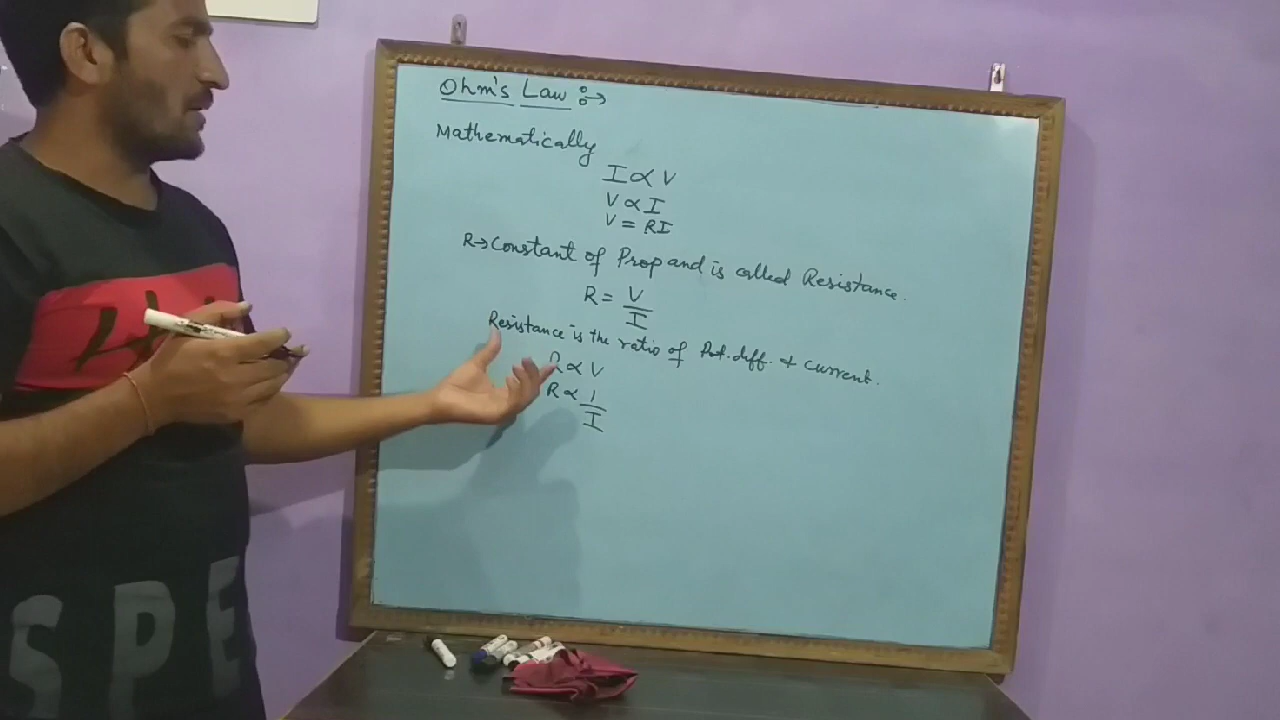 Ohm's Law :→
Mathematically
I ∝ V
V ∝ I
V = RI
R→ Constant of Prop and is called Resistance.
R = V/I
Resistance is the ratio of Pot. diff. & current.
R ∝ V
R ∝ 1/I
SPE